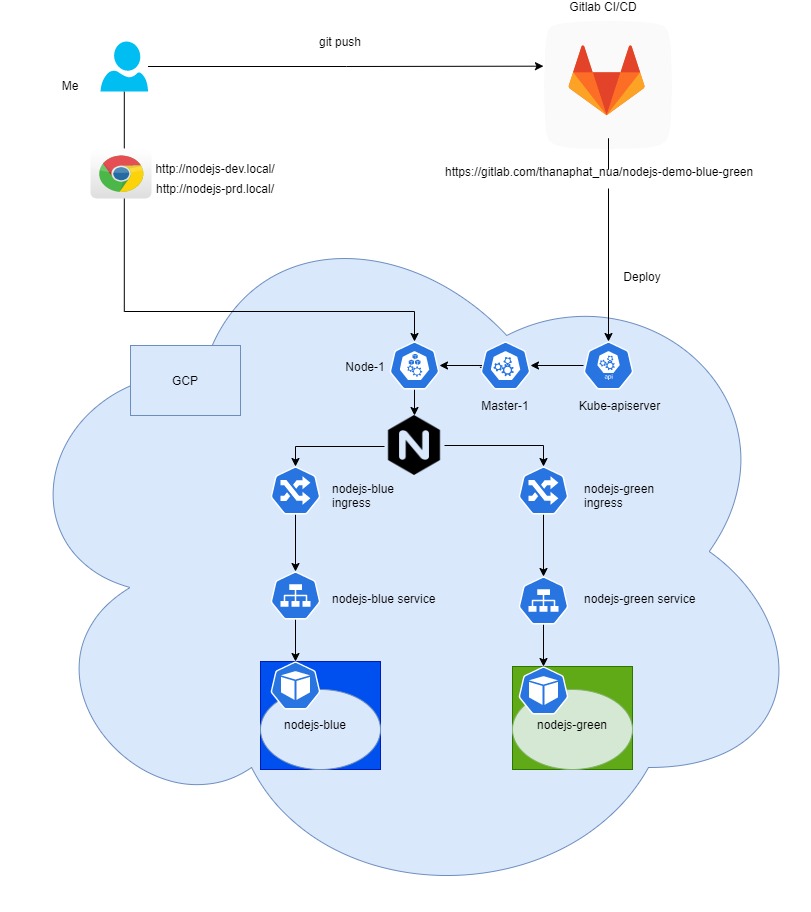 Gitlab CI/CD
git push
Me
http://nodejs-dev.local/
http://nodejs-prd.local/
https://gitlab.com/thanaphat_nua/nodejs-demo-blue-green
Deploy
GCP
Node-1
Master-1
api
Kube-apiserver
N
nodejs-blue
ingress
nodejs-green
ingress
nodejs-blue service
nodejs-green service
nodejs-blue
nodejs-green